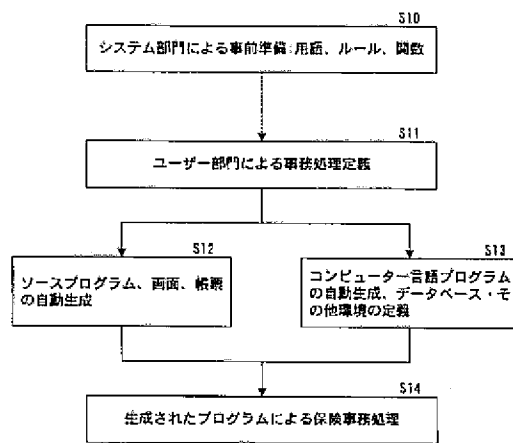 S10
システム部門による事前準備:用語、ルール、関数
S11
ユーザー部門による事務処理定義
S12
ソースプログラム、画面、帳票
の自動生成
S13
コンピューター言語プログラム
の自動生成、データベース・そ
の他環境の定義
S14
生成されたプログラムによる保険事務処理